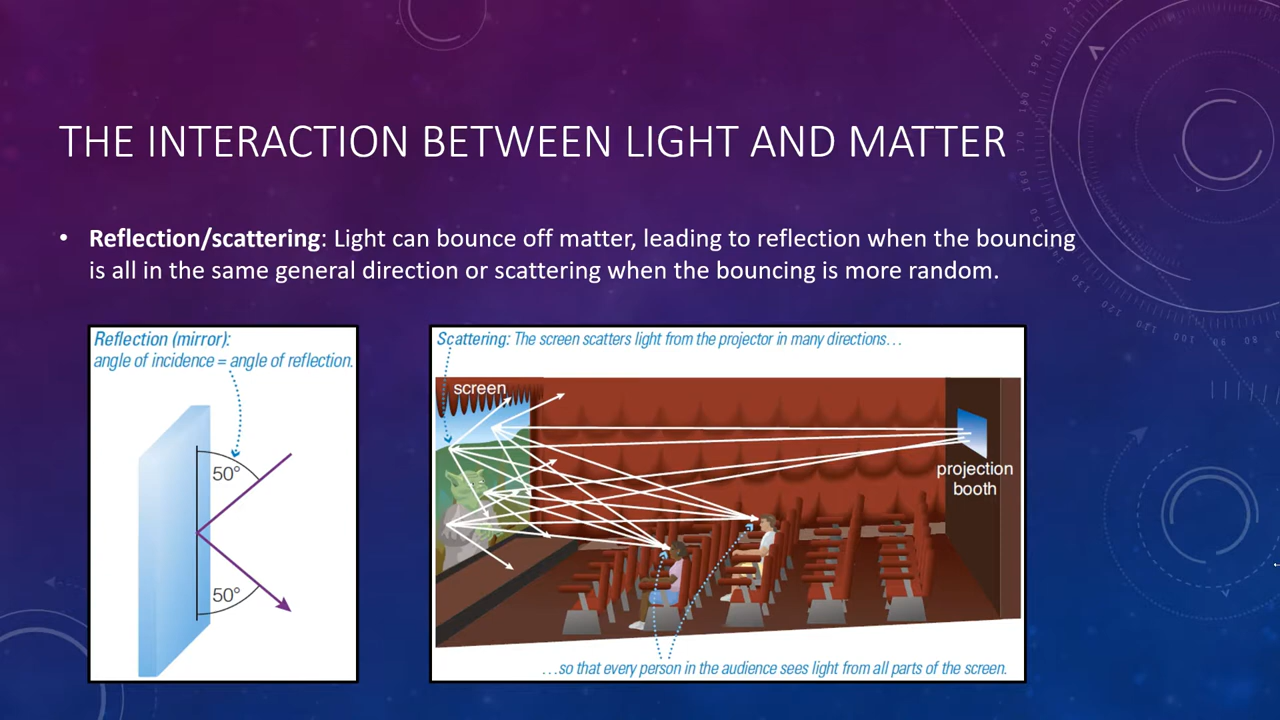 THE INTERACTION BETWEEN LIGHT AND MATTER
• Reflection/scattering: Light can bounce off matter, leading to reflection when the bouncing
is all in the same general direction or scattering when the bouncing is more random.
Reflection (mirror):
angle of incidence = angle of reflection.
50°
50°
Scattering: The screen scatters light from the projector in many directions…
screen
projection
booth
…so that every person in the audience sees light from all parts of the screen.